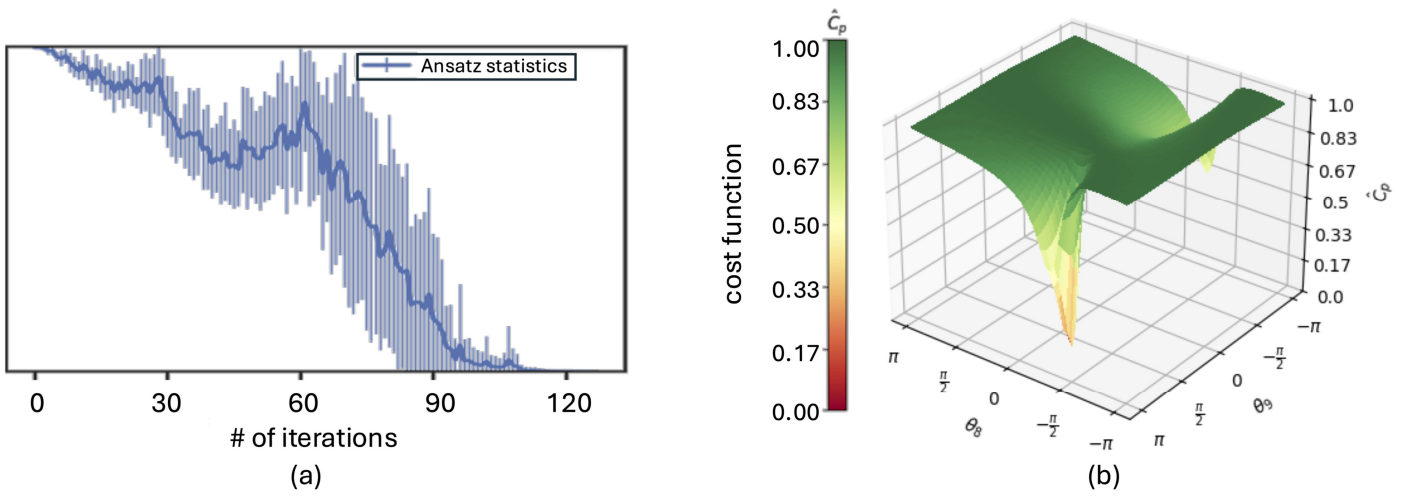 Ansatz statistics
0 30 60 90 120
# of iterations
(a)
Ĉₚ
cost function
1.00
0.83
0.67
0.50
0.33
0.17
0.00
1.0
0.83
0.67
0.5
0.33
0.17
0.0
Ĉₚ
π
π/2
0
−π/2
−π
θ₈
−π
−π/2
0
π/2
π
θ₉
(b)